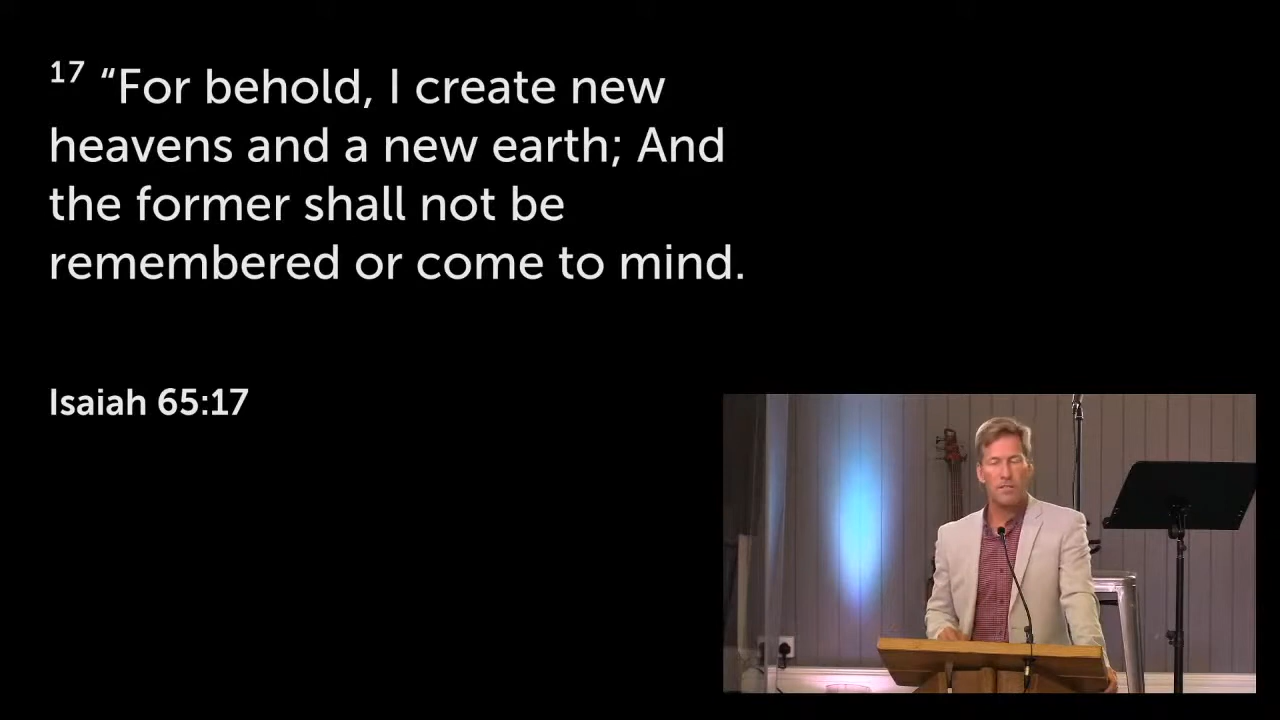 17 “For behold, I create new
heavens and a new earth; And
the former shall not be
remembered or come to mind.
Isaiah 65:17